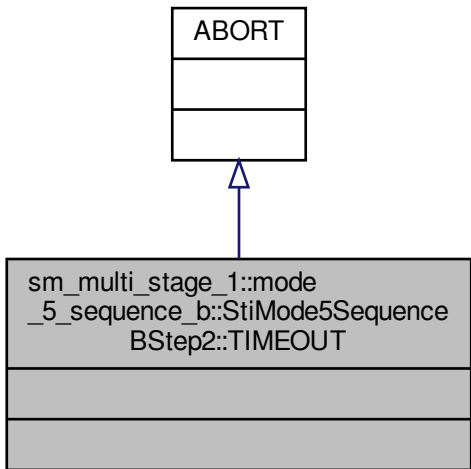 ABORT
sm_multi_stage_1::mode
_5_sequence_b::StiMode5Sequence
BStep2::TIMEOUT